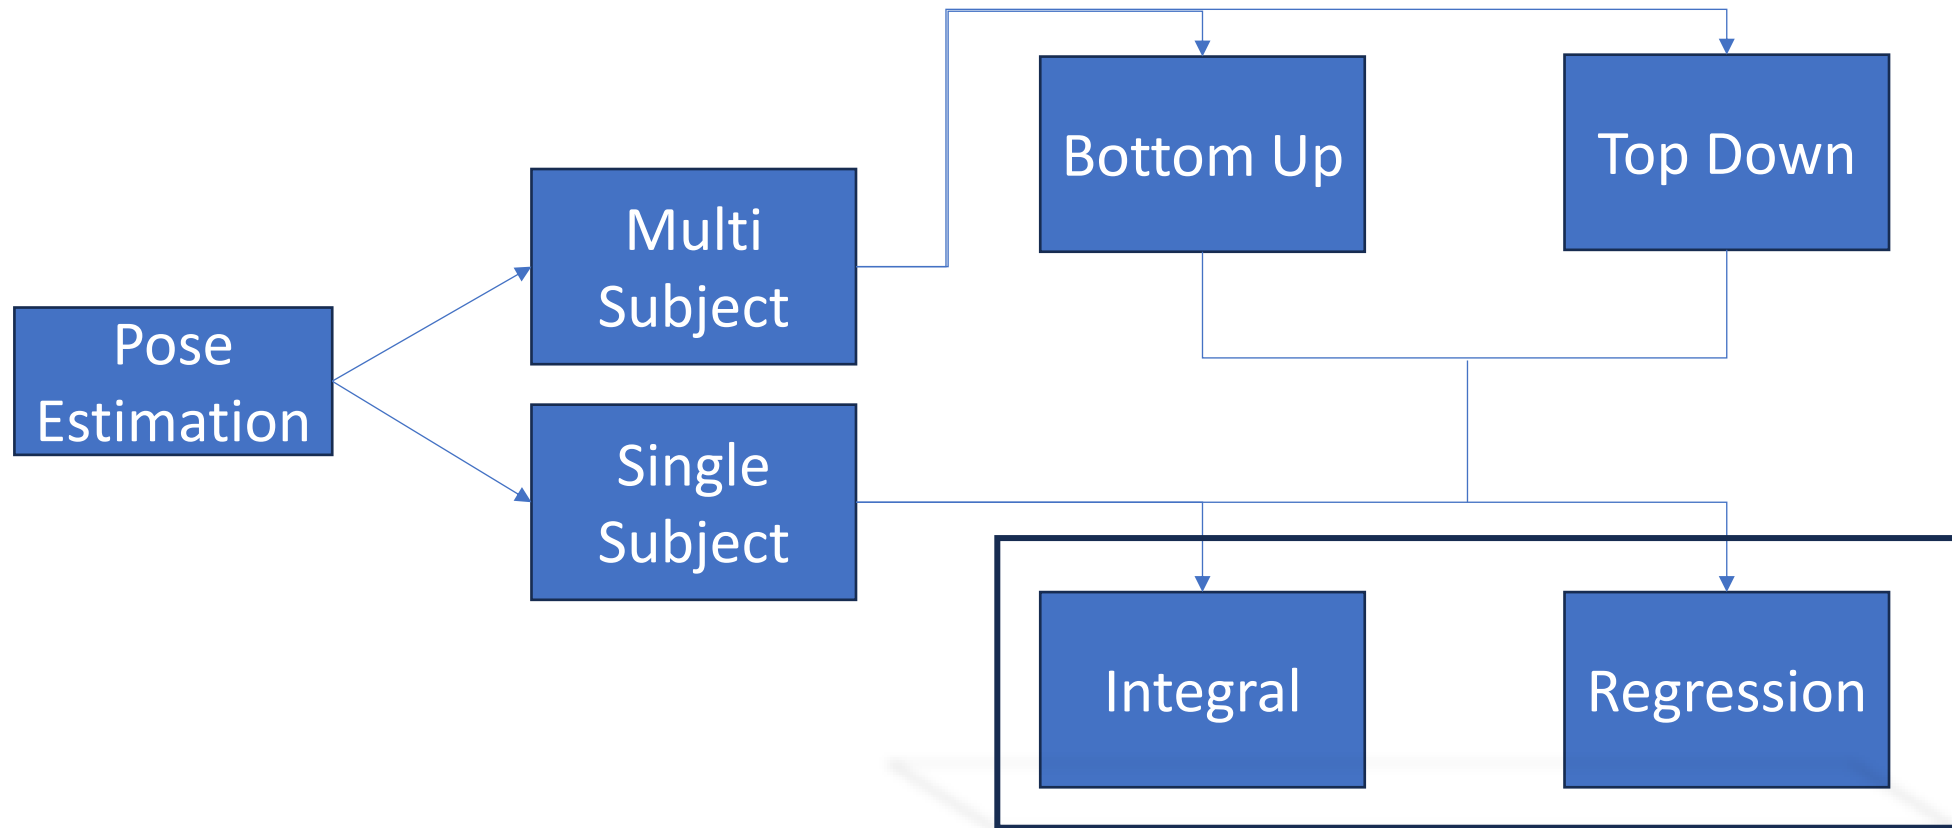 Pose
Estimation
Multi
Subject
Single
Subject
Bottom Up
Top Down
Integral
Regression